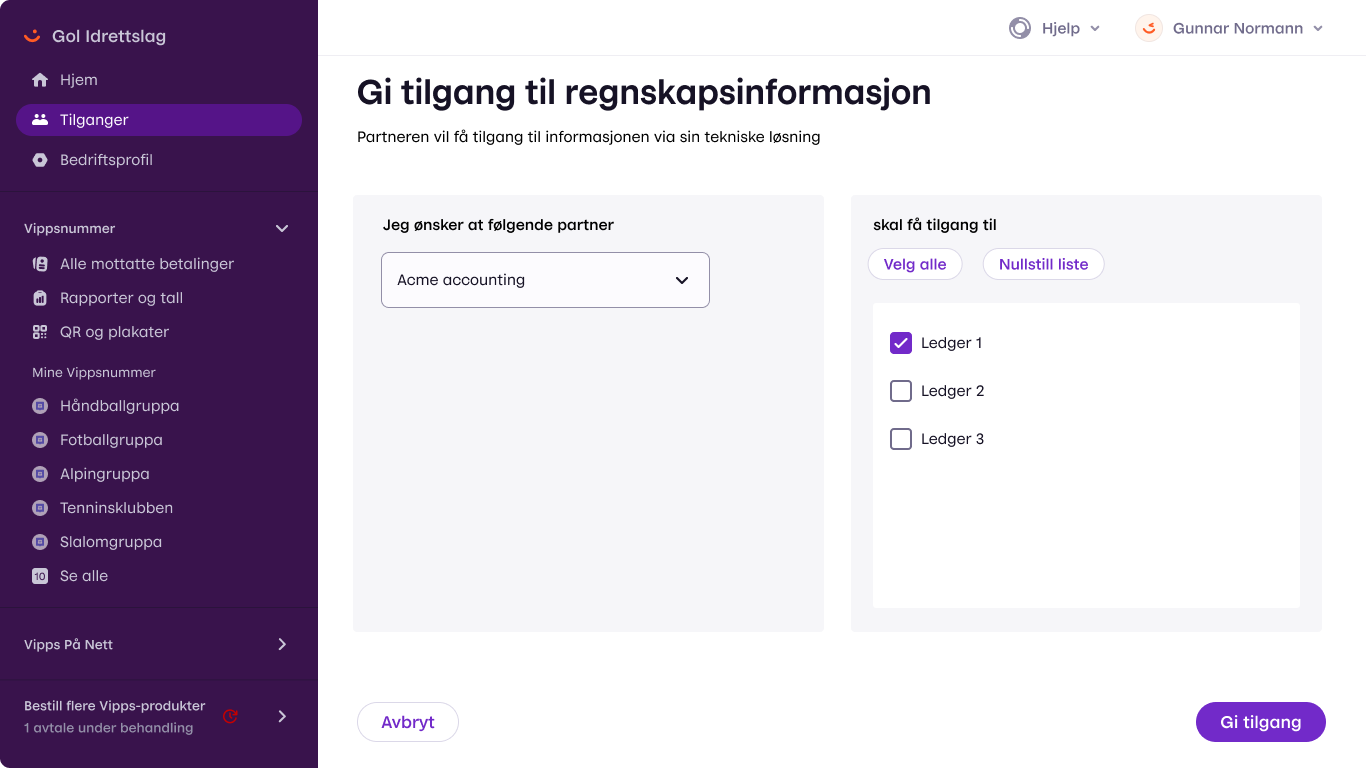 Gol Idrettslag
Hjem
Tilganger
Bedriftsprofil
Vippsnummer
Alle mottatte betalinger
Rapporter og tall
QR og plakater
Mine Vippsnummer
Håndballgruppa
Fotballgruppa
Alpingruppa
Tenninsklubben
Slalomgruppa
10 Se alle
Vipps På Nett
Bestill flere Vipps-produkter
1 avtale under behandling
Hjelp
Gunnar Normann
Gi tilgang til regnskapsinformasjon
Partneren vil få tilgang til informasjonen via sin tekniske løsning
Jeg ønsker at følgende partner
Acme accounting
skal få tilgang til
Velg alle
Nullstill liste
Ledger 1
Ledger 2
Ledger 3
Avbryt
Gi tilgang